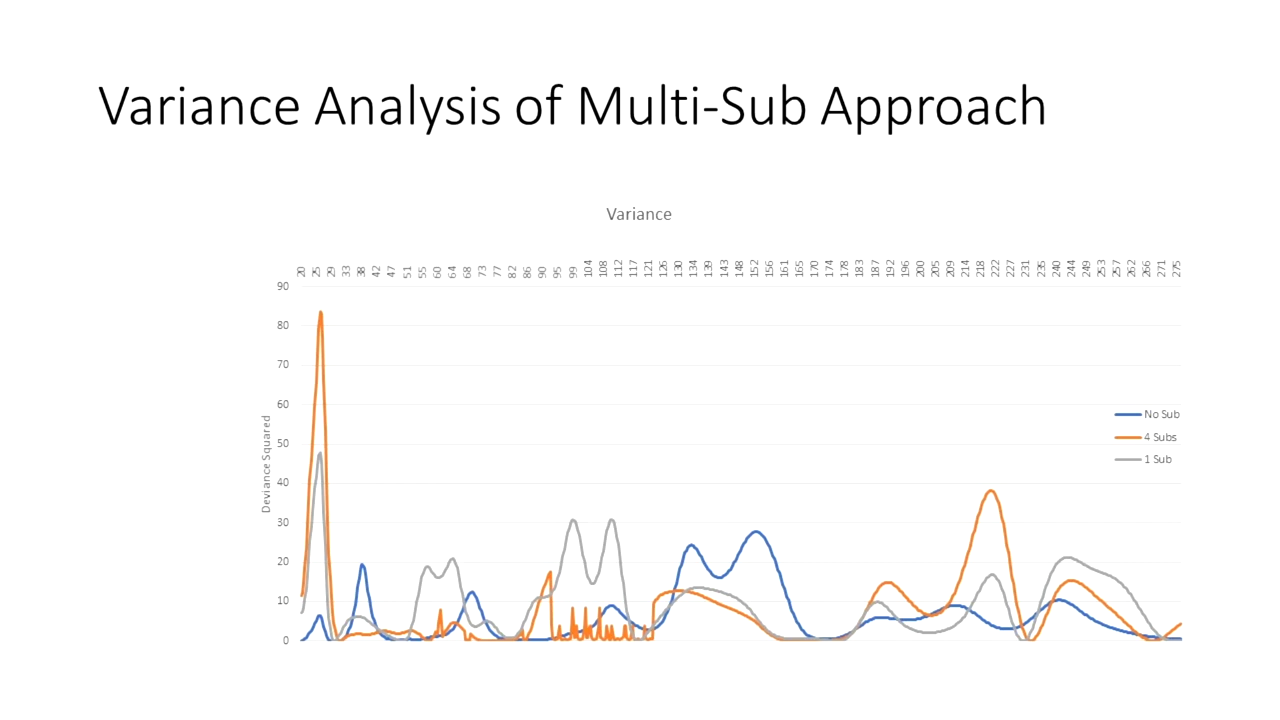 Variance Analysis of Multi-Sub Approach
Variance
20 25 29 33 38 42 47 51 55 60 64 68 73 77 82 86 90 95 99 104 108 112 117 121 126 130 134 139 143 148 152 156 161 165 170 174 178 183 187 192 196 200 205 209 214 218 222 227 231 235 240 244 249 253 257 262 266 271 275
90
80
70
60
50
40
30
20
10
0
Deviance Squared
No Sub
4 Subs
1 Sub